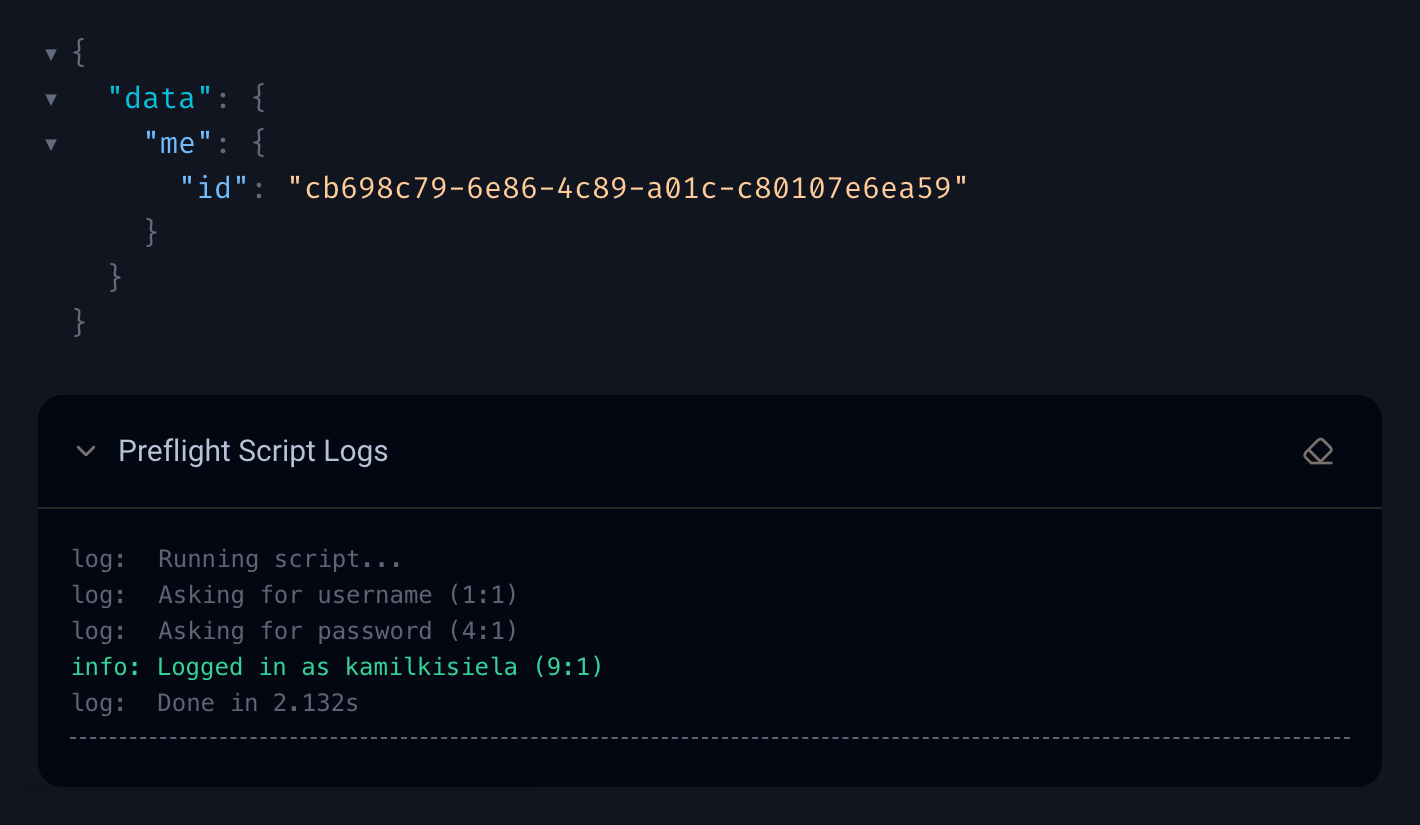 {
"data": {
"me": {
"id": "cb698c79-6e86-4c89-a01c-c80107e6ea59"
}
}
}
Preflight Script Logs
log: Running script...
log: Asking for username (1:1)
log: Asking for password (4:1)
info: Logged in as kamilkisiela (9:1)
log: Done in 2.132s